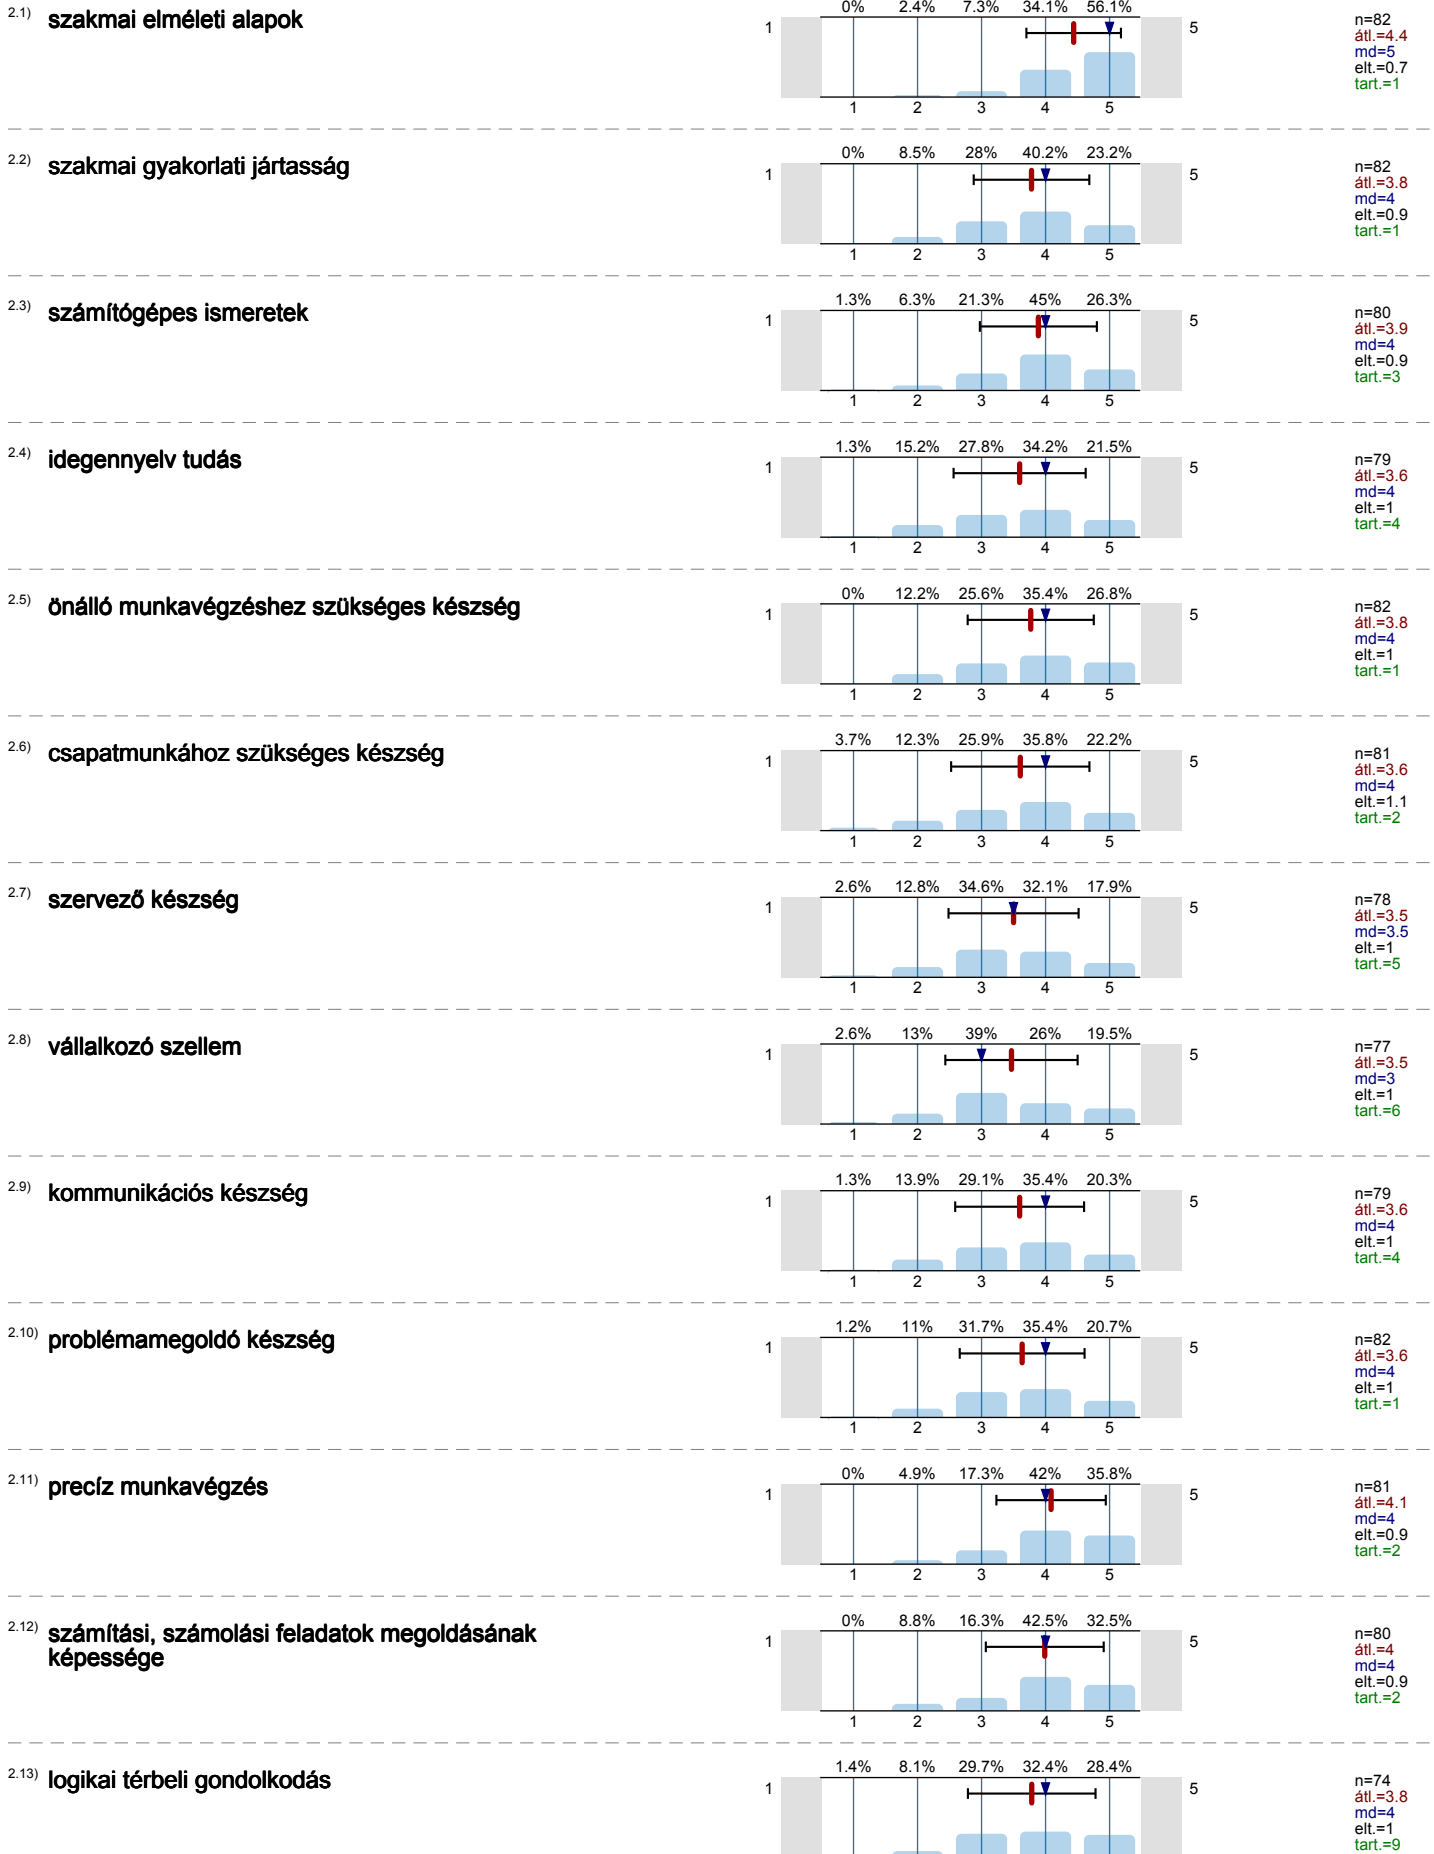 2.1) szakmai elméleti alapok
0% 2.4% 7.3% 34.1% 56.1%
1 5
1 2 3 4 5
n=82
átl.=4.4
md=5
elt.=0.7
tart.=1
2.2) szakmai gyakorlati jártasság
0% 8.5% 28% 40.2% 23.2%
1 5
1 2 3 4 5
n=82
átl.=3.8
md=4
elt.=0.9
tart.=1
2.3) számítógépes ismeretek
1.3% 6.3% 21.3% 45% 26.3%
1 5
1 2 3 4 5
n=80
átl.=3.9
md=4
elt.=0.9
tart.=3
2.4) idegennyelv tudás
1.3% 15.2% 27.8% 34.2% 21.5%
1 5
1 2 3 4 5
n=79
átl.=3.6
md=4
elt.=1
tart.=4
2.5) önálló munkavégzéshez szükséges készség
0% 12.2% 25.6% 35.4% 26.8%
1 5
1 2 3 4 5
n=82
átl.=3.8
md=4
elt.=1
tart.=1
2.6) csapatmunkához szükséges készség
3.7% 12.3% 25.9% 35.8% 22.2%
1 5
1 2 3 4 5
n=81
átl.=3.6
md=4
elt.=1.1
tart.=2
2.7) szervező készség
2.6% 12.8% 34.6% 32.1% 17.9%
1 5
1 2 3 4 5
n=78
átl.=3.5
md=3.5
elt.=1
tart.=5
2.8) vállalkozó szellem
2.6% 13% 39% 26% 19.5%
1 5
1 2 3 4 5
n=77
átl.=3.5
md=3
elt.=1
tart.=6
2.9) kommunikációs készség
1.3% 13.9% 29.1% 35.4% 20.3%
1 5
1 2 3 4 5
n=79
átl.=3.6
md=4
elt.=1
tart.=4
2.10) problémamegoldó készség
1.2% 11% 31.7% 35.4% 20.7%
1 5
1 2 3 4 5
n=82
átl.=3.6
md=4
elt.=1
tart.=1
2.11) precíz munkavégzés
0% 4.9% 17.3% 42% 35.8%
1 5
1 2 3 4 5
n=81
átl.=4.1
md=4
elt.=0.9
tart.=2
2.12) számítási, számolási feladatok megoldásának
képessége
0% 8.8% 16.3% 42.5% 32.5%
1 5
1 2 3 4 5
n=80
átl.=4
md=4
elt.=0.9
tart.=2
2.13) logikai térbeli gondolkodás
1.4% 8.1% 29.7% 32.4% 28.4%
1 5
n=74
átl.=3.8
md=4
elt.=1
tart.=9